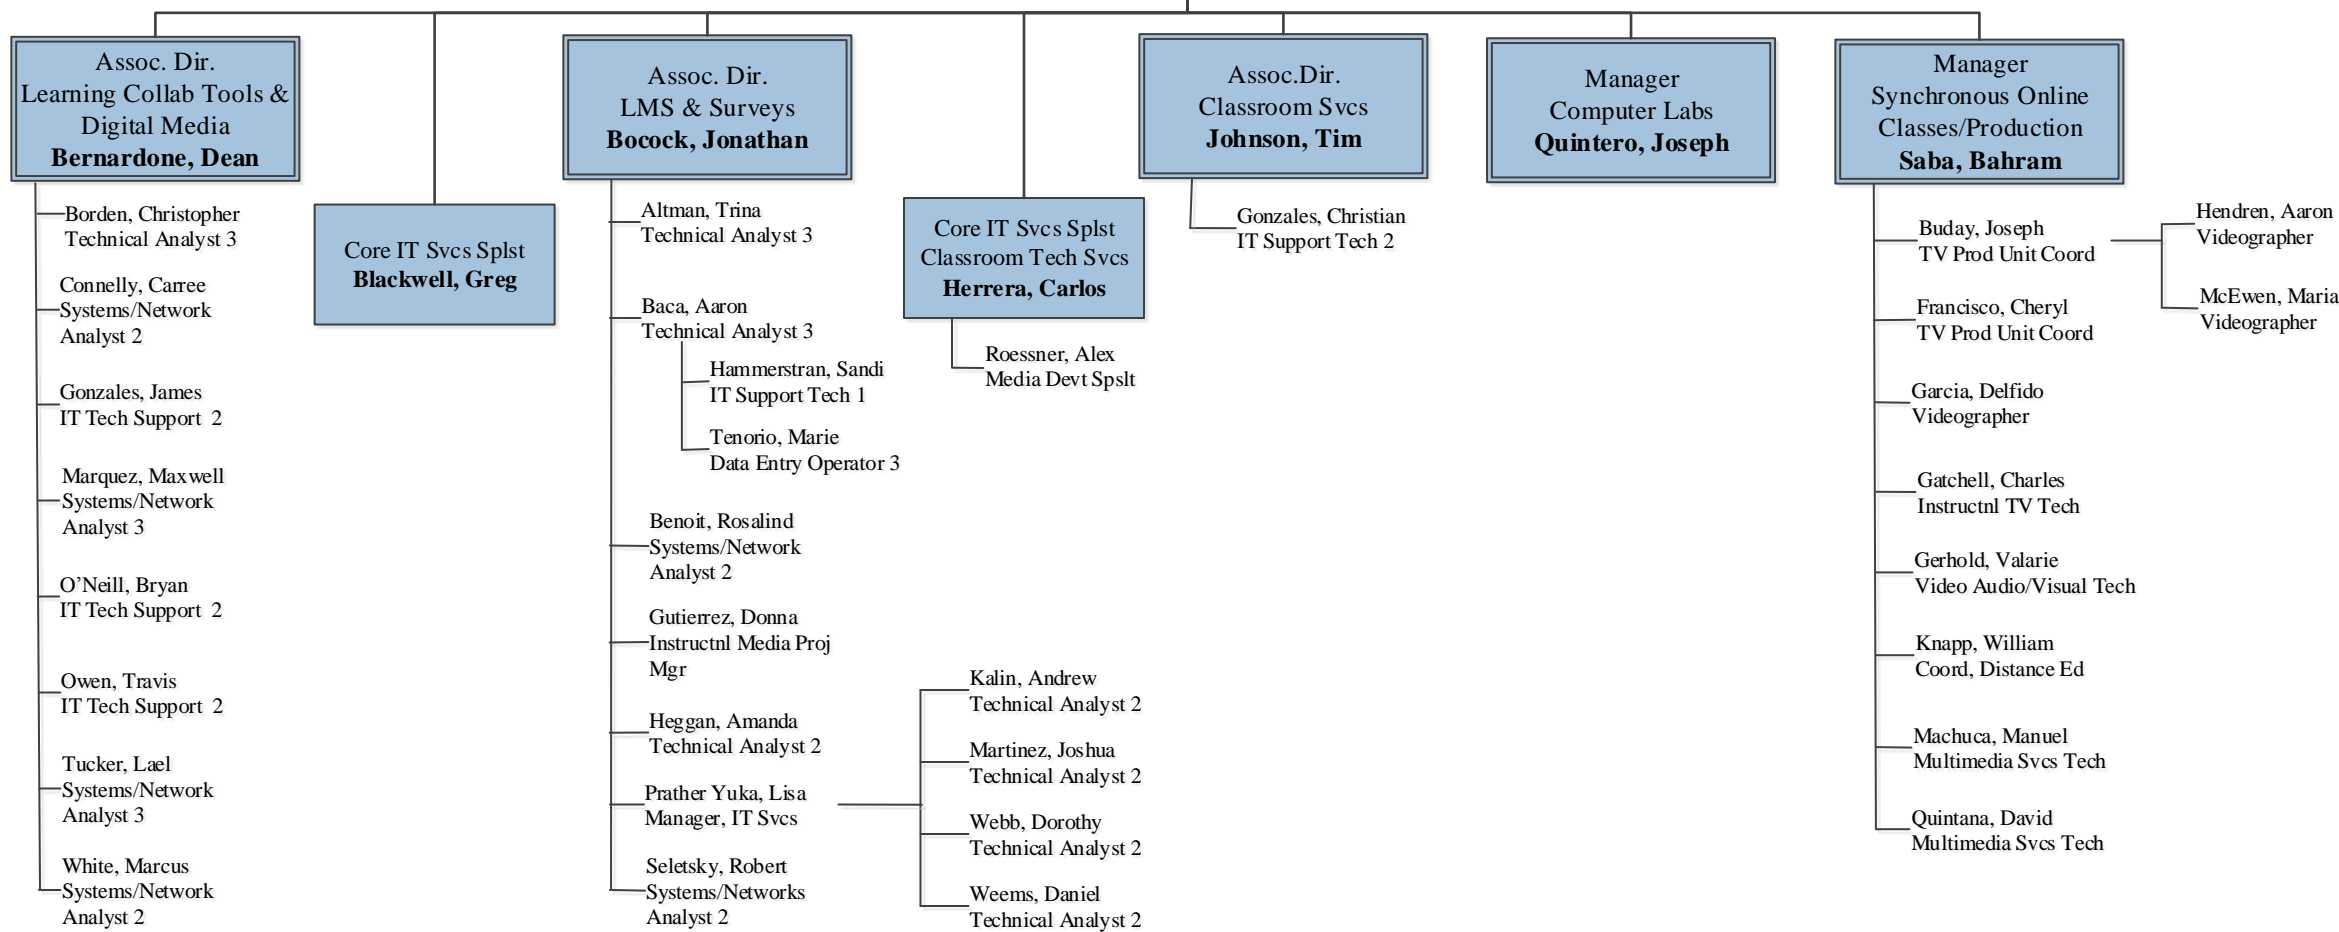 Assoc. Dir.
Learning Collab Tools &
Digital Media
Bernardone, Dean
Borden, Christopher
Technical Analyst 3
Connelly, Carree
Systems/Network
Analyst 2
Gonzales, James
IT Tech Support  2
Marquez, Maxwell
Systems/Network
Analyst 3
O’Neill, Bryan
IT Tech Support  2
Owen, Travis
IT Tech Support  2
Tucker, Lael
Systems/Network
Analyst 3
White, Marcus
Systems/Network
Analyst 2
Core IT Svcs Splst
Blackwell, Greg
Assoc. Dir.
LMS & Surveys
Bocock, Jonathan
Altman, Trina
Technical Analyst 3
Baca, Aaron
Technical Analyst 3
Hammerstran, Sandi
IT Support Tech 1
Tenorio, Marie
Data Entry Operator 3
Benoit, Rosalind
Systems/Network
Analyst 2
Gutierrez, Donna
Instructnl Media Proj
Mgr
Heggan, Amanda
Technical Analyst 2
Prather Yuka, Lisa
Manager, IT Svcs
Kalin, Andrew
Technical Analyst 2
Martinez, Joshua
Technical Analyst 2
Webb, Dorothy
Technical Analyst 2
Weems, Daniel
Technical Analyst 2
Seletsky, Robert
Systems/Networks
Analyst 2
Core IT Svcs Splst
Classroom Tech Svcs
Herrera, Carlos
Roessner, Alex
Media Devt Spslt
Assoc.Dir.
Classroom Svcs
Johnson, Tim
Gonzales, Christian
IT Support Tech 2
Manager
Computer Labs
Quintero, Joseph
Manager
Synchronous Online
Classes/Production
Saba, Bahram
Buday, Joseph
TV Prod Unit Coord
Hendren, Aaron
Videographer
McEwen, Maria
Videographer
Francisco, Cheryl
TV Prod Unit Coord
Garcia, Delfido
Videographer
Gatchell, Charles
Instructnl TV Tech
Gerhold, Valarie
Video Audio/Visual Tech
Knapp, William
Coord, Distance Ed
Machuca, Manuel
Multimedia Svcs Tech
Quintana, David
Multimedia Svcs Tech